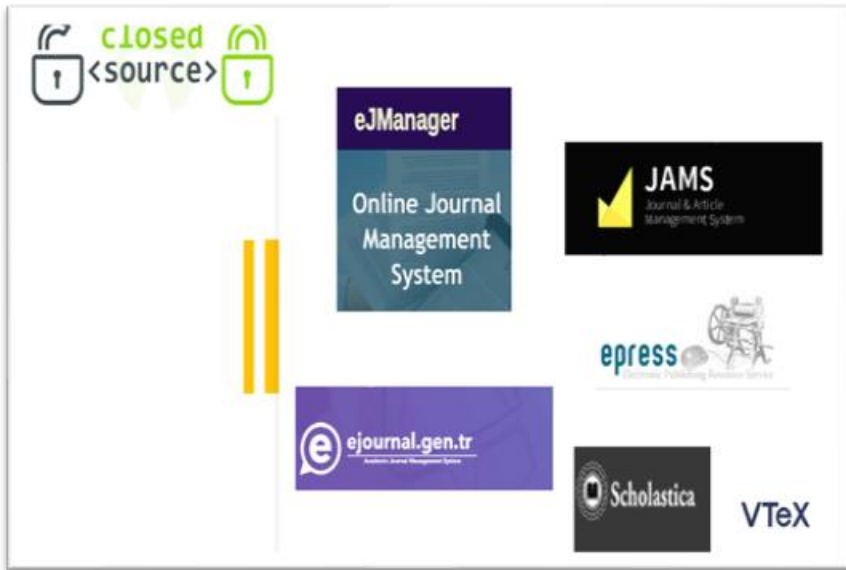 closed
<source>
eJManager
Online Journal
Management
System
JAMS
Journal & Article
Management System
epress
Electronic Publishing Resource Service
e ejournal.gen.tr
Academic Journal Management System
Scholastica
VTeX